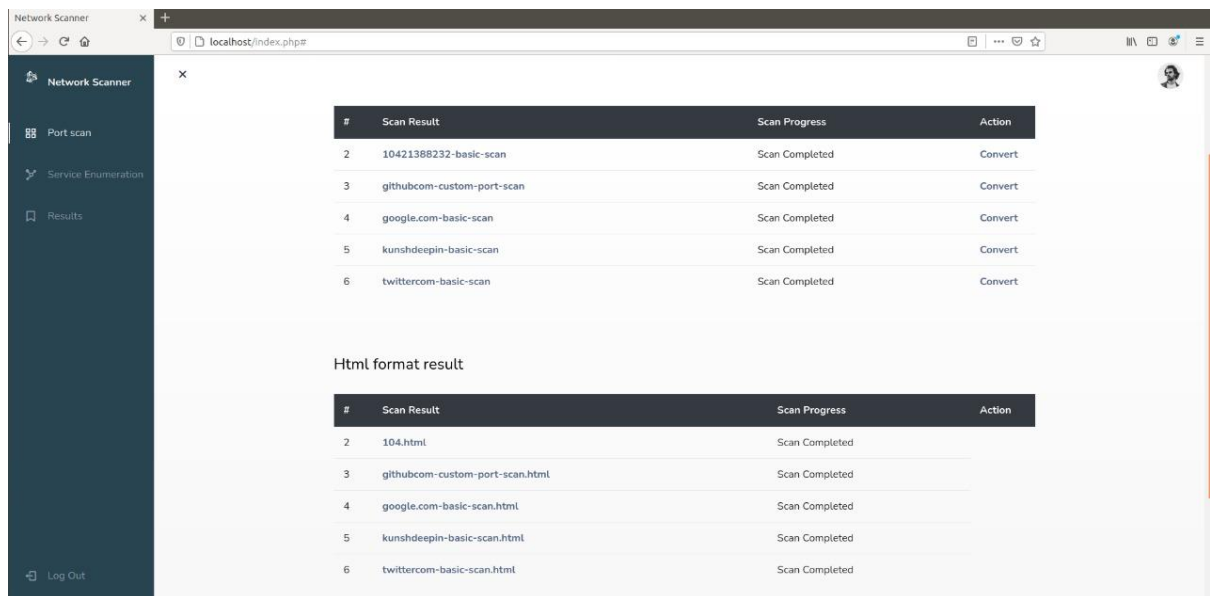 Network Scanner
localhost/index.php#
Network Scanner
Port scan
Service Enumeration
Results
Log Out
# Scan Result Scan Progress Action
2 10421388232-basic-scan Scan Completed Convert
3 githubcom-custom-port-scan Scan Completed Convert
4 google.com-basic-scan Scan Completed Convert
5 kunshdeepin-basic-scan Scan Completed Convert
6 twittercom-basic-scan Scan Completed Convert
Html format result
# Scan Result Scan Progress Action
2 104.html Scan Completed
3 githubcom-custom-port-scan.html Scan Completed
4 google.com-basic-scan.html Scan Completed
5 kunshdeepin-basic-scan.html Scan Completed
6 twittercom-basic-scan.html Scan Completed